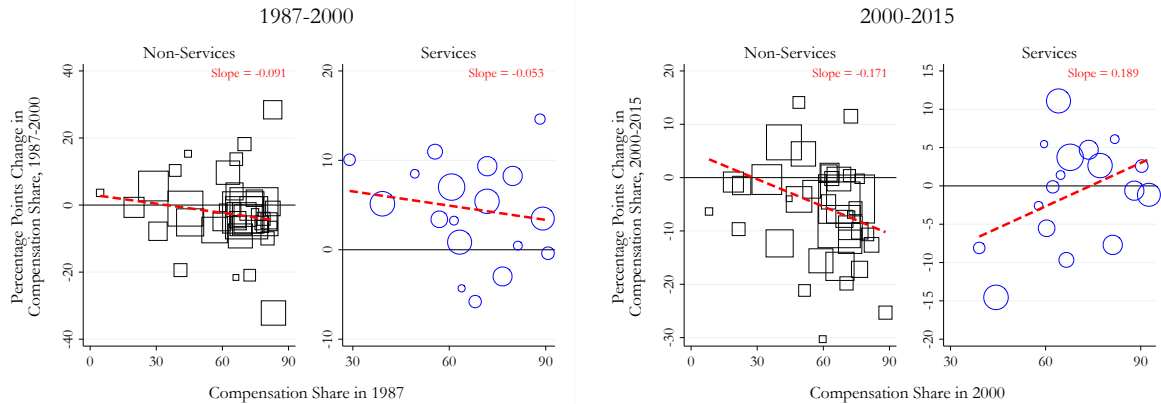 1987-2000
2000-2015
Non-Services
Services
Non-Services
Services
Slope = -0.091
Slope = -0.053
Slope = -0.171
Slope = 0.189
Percentage Points Change in
Compensation Share, 1987-2000
40
20
0
-20
-40
20
10
0
-10
Percentage Points Change in
Compensation Share, 2000-2015
20
10
0
-10
-20
-30
15
10
5
0
-5
-10
-15
-20
0 30 60 90
30 60 90
0 30 60 90
30 60 90
Compensation Share in 1987
Compensation Share in 2000